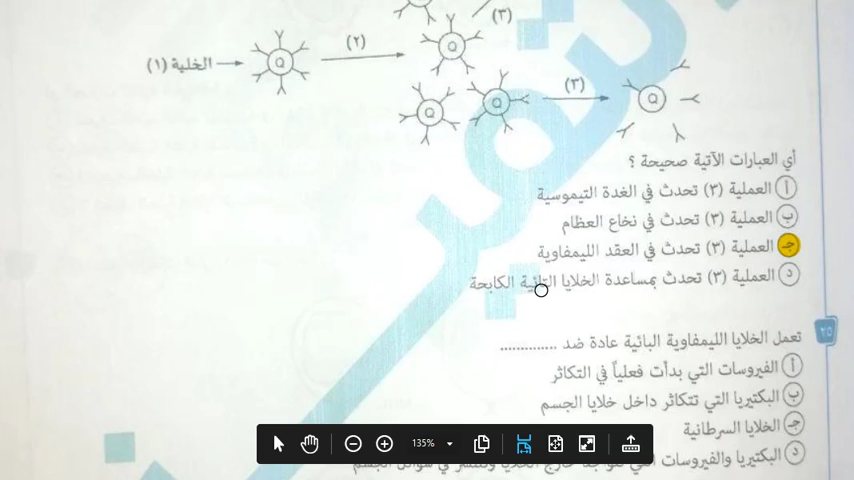 (٣)
(٢)
الخلية (١)
Q
Q
(٣)
Q
Q
Q
أي العبارات الآتية صحيحة ؟
أ العملية (٣) تحدث في الغدة التيموسية
ب العملية (٣) تحدث في نخاع العظام
جـ العملية (٣) تحدث في العقد الليمفاوية
د العملية (٣) تحدث بمساعدة الخلايا التائية الكابحة
٢٥
تعمل الخلايا الليمفاوية البائية عادة ضد .............
أ الفيروسات التي بدأت فعلياً في التكاثر
ب البكتيريا التي تتكاثر داخل خلايا الجسم
جـ الخلايا السرطانية
د البكتيريا والفيروسات
135%